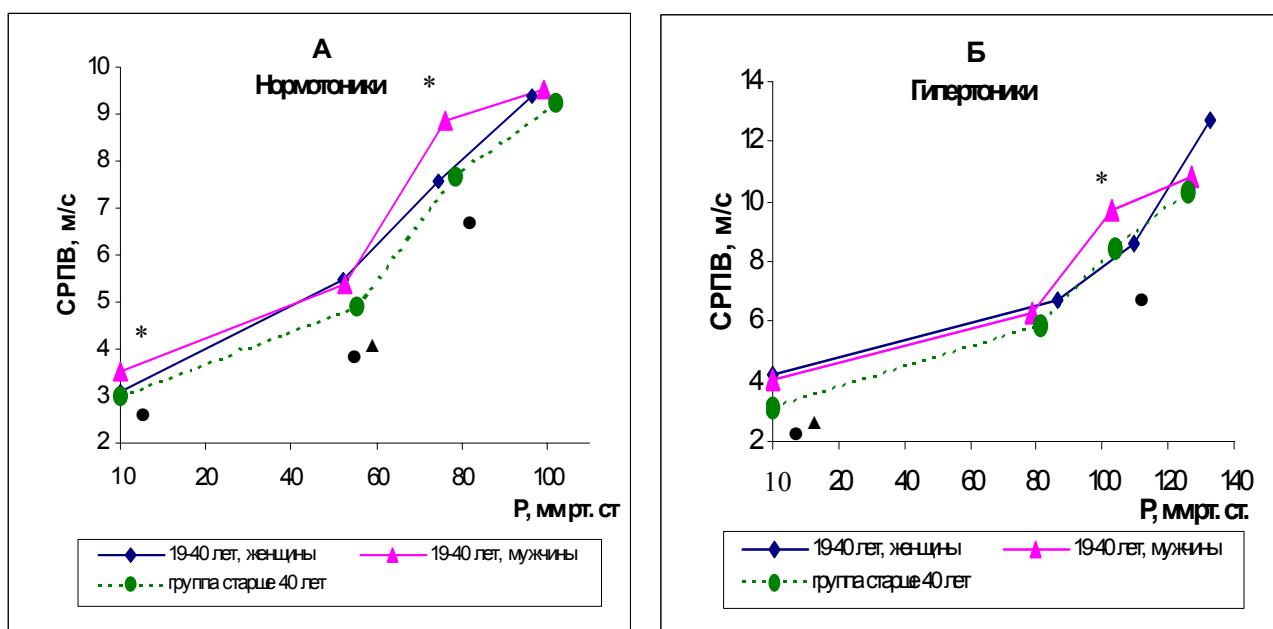 А
Нормотоники
СРПВ, м/с
10
9
8
7
6
5
4
3
2
*
*
10 20 40 60 80 100
Р, мм рт. ст
19-40 лет, женщины
19-40 лет, мужчины
группа старше 40 лет
Б
Гипертоники
СРПВ, м/с
14
12
10
8
6
4
2
*
10 20 40 60 80 100 120 140
Р, мм рт. ст.
19-40 лет, женщины
19-40 лет, мужчины
группа старше 40 лет